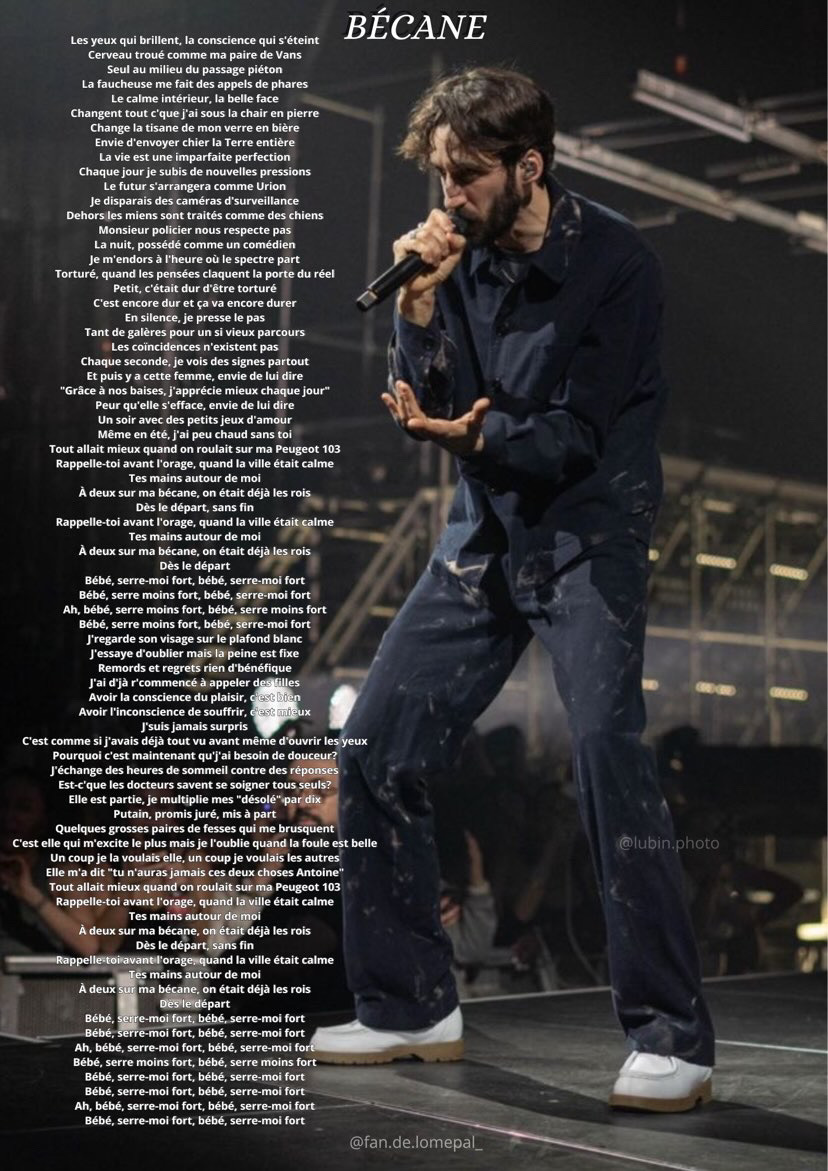 BÉCANE
Les yeux qui brillent, la conscience qui s'éteint
Cerveau troué comme ma paire de Vans
Seul au milieu du passage piéton
La faucheuse me fait des appels de phares
Le calme intérieur, la belle face
Changent tout c'que j'ai sous la chair en pierre
Change la tisane de mon verre en bière
Envie d'envoyer chier la Terre entière
La vie est une imparfaite perfection
Chaque jour je subis de nouvelles pressions
Le futur s'arrangera comme Urion
Je disparais des caméras d'surveillance
Dehors les miens sont traités comme des chiens
Monsieur policier nous respecte pas
La nuit, possédé comme un comédien
Je m'endors à l'heure où le spectre part
Torturé, quand les pensées claquent la porte du réel
Petit, c'était dur d'être torturé
C'est encore dur et ça va encore durer
En silence, je presse le pas
Tant de galères pour un si vieux parcours
Les coïncidences n'existent pas
Chaque seconde, je vois des signes partout
Et puis y a cette femme, envie de lui dire
"Grâce à nos baises, j'apprécie mieux chaque jour"
Peur qu'elle s'efface, envie de lui dire
Un soir avec des petits jeux d'amour
Même en été, j'ai peu chaud sans toi
Tout allait mieux quand on roulait sur ma Peugeot 103
Rappelle-toi avant l'orage, quand la ville était calme
Tes mains autour de moi
À deux sur ma bécane, on était déjà les rois
Dès le départ, sans fin
Rappelle-toi avant l'orage, quand la ville était calme
Tes mains autour de moi
À deux sur ma bécane, on était déjà les rois
Dès le départ
Bébé, serre-moi fort, bébé, serre-moi fort
Bébé, serre moins fort, bébé, serre-moi fort
Ah, bébé, serre moins fort, bébé, serre moins fort
Bébé, serre moins fort, bébé, serre-moi fort
J'regarde son visage sur le plafond blanc
J'essaye d'oublier mais la peine est fixe
Remords et regrets rien d'bénéfique
J'ai d'jà r'commencé à appeler des filles
Avoir la conscience du plaisir, c'est bien
Avoir l'inconscience de souffrir, c'est mieux
J'suis jamais surpris
C'est comme si j'avais déjà tout vu avant même d'ouvrir les yeux
Pourquoi c'est maintenant qu'j'ai besoin de douceur?
J'échange des heures de sommeil contre des réponses
Est-c'que les docteurs savent se soigner tous seuls?
Elle est partie, je multiplie mes "désolé" par dix
Putain, promis juré, mis à part
Quelques grosses paires de fesses qui me brusquent
C'est elle qui m'excite le plus mais je l'oublie quand la foule est belle
Un coup je la voulais elle, un coup je voulais les autres
Elle m'a dit "tu n'auras jamais ces deux choses Antoine"
Tout allait mieux quand on roulait sur ma Peugeot 103
Rappelle-toi avant l'orage, quand la ville était calme
Tes mains autour de moi
À deux sur ma bécane, on était déjà les rois
Dès le départ, sans fin
Rappelle-toi avant l'orage, quand la ville était calme
Tes mains autour de moi
À deux sur ma bécane, on était déjà les rois
Dès le départ
Bébé, serre-moi fort, bébé, serre-moi fort
Bébé, serre-moi fort, bébé, serre-moi fort
Ah, bébé, serre-moi fort, bébé, serre-moi fort
Bébé, serre moins fort, bébé, serre moins fort
Bébé, serre-moi fort, bébé, serre-moi fort
Bébé, serre-moi fort, bébé, serre-moi fort
Ah, bébé, serre-moi fort, bébé, serre-moi fort
Bébé, serre-moi fort, bébé, serre-moi fort
@lubin.photo
@fan.de.lomepal_